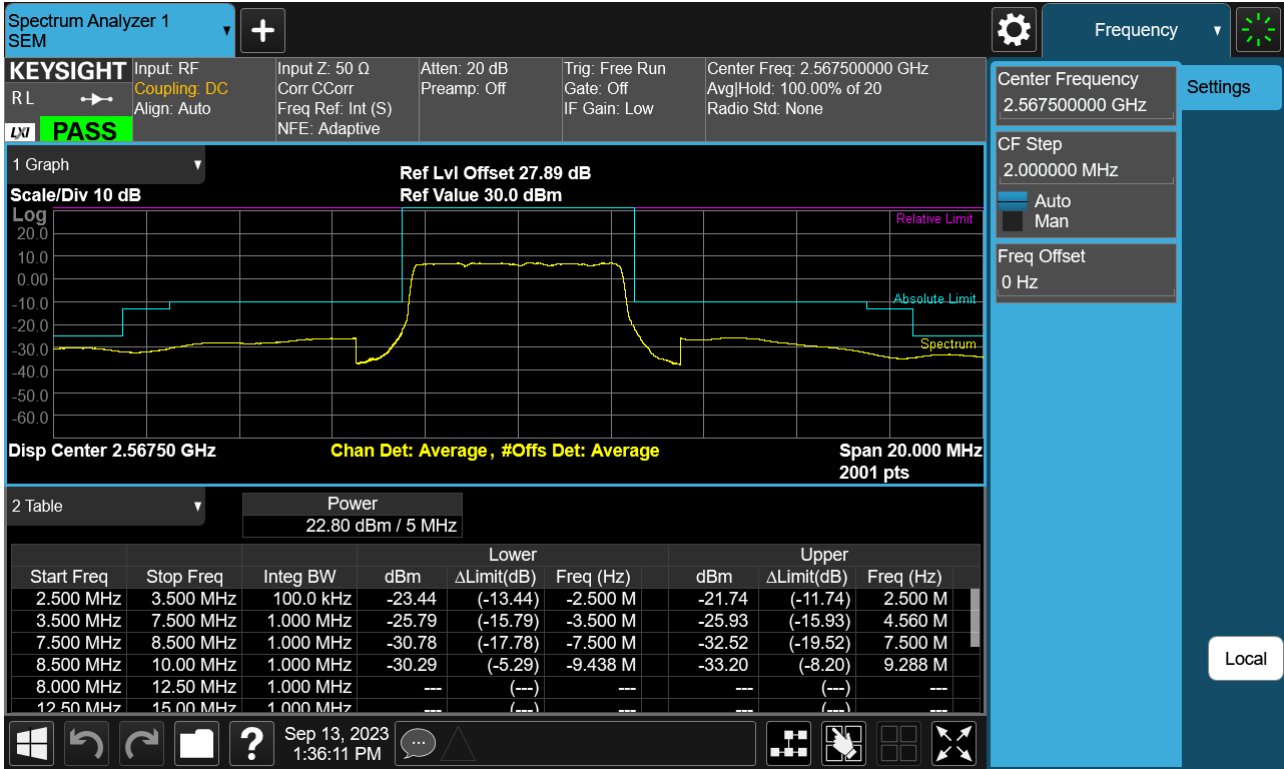 Spectrum Analyzer 1
SEM
Frequency
KEYSIGHT
R L
LXI PASS
Input: RF
Coupling: DC
Align: Auto
Input Z: 50 Ω
Corr CCorr
Freq Ref: Int (S)
NFE: Adaptive
Atten: 20 dB
Preamp: Off
Trig: Free Run
Gate: Off
IF Gain: Low
Center Freq: 2.567500000 GHz
Avg|Hold: 100.00% of 20
Radio Std: None
Center Frequency
2.567500000 GHz
Settings
CF Step
2.000000 MHz
Auto
Man
Freq Offset
0 Hz
1 Graph
Ref Lvl Offset 27.89 dB
Scale/Div 10 dB
Ref Value 30.0 dBm
Log
Relative Limit
20.0
10.0
0.00
-10.0
Absolute Limit
-20.0
-30.0
Spectrum
-40.0
-50.0
-60.0
Disp Center 2.56750 GHz
Chan Det: Average , #Offs Det: Average
Span 20.000 MHz
2001 pts
2 Table
Power
22.80 dBm / 5 MHz
Lower Upper
Start Freq Stop Freq Integ BW dBm ΔLimit(dB) Freq (Hz) dBm ΔLimit(dB) Freq (Hz)
2.500 MHz 3.500 MHz 100.0 kHz -23.44 (-13.44) -2.500 M -21.74 (-11.74) 2.500 M
3.500 MHz 7.500 MHz 1.000 MHz -25.79 (-15.79) -3.500 M -25.93 (-15.93) 4.560 M
7.500 MHz 8.500 MHz 1.000 MHz -30.78 (-17.78) -7.500 M -32.52 (-19.52) 7.500 M
8.500 MHz 10.00 MHz 1.000 MHz -30.29 (-5.29) -9.438 M -33.20 (-8.20) 9.288 M
8.000 MHz 12.50 MHz 1.000 MHz --- (---) --- --- (---) ---
12.50 MHz 15.00 MHz 1.000 MHz --- (---) --- --- (---) ---
Local
?
Sep 13, 2023
1:36:11 PM